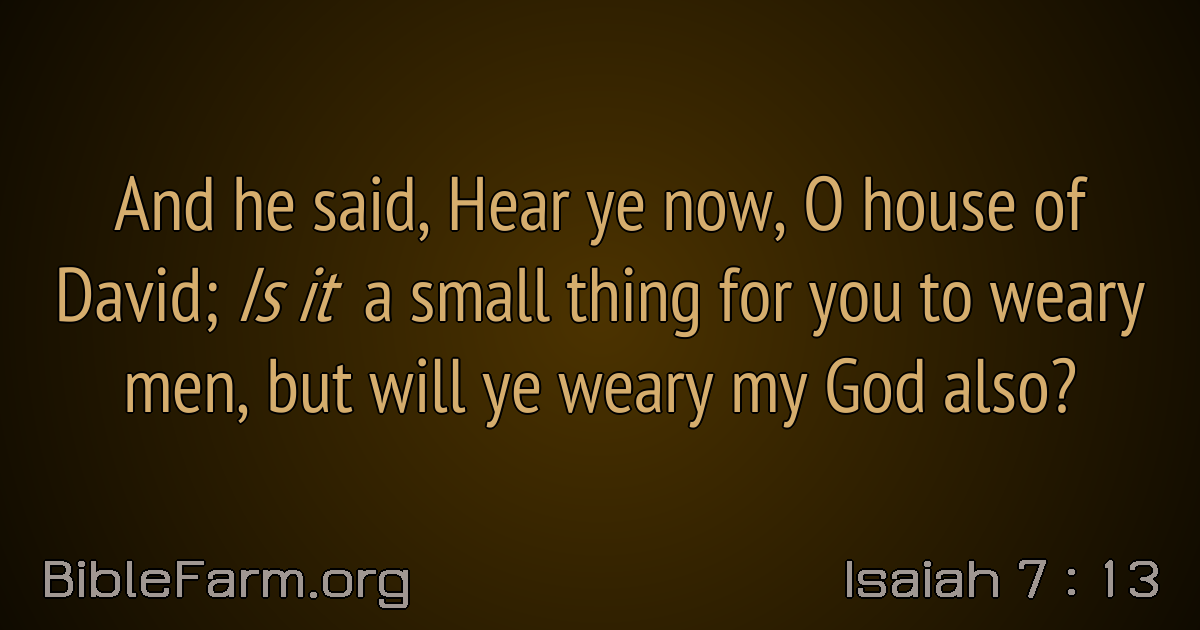 And he said, Hear ye now, O house of
David; Is it a small thing for you to weary
men, but will ye weary my God also?
BibleFarm.org
Isaiah 7 : 13